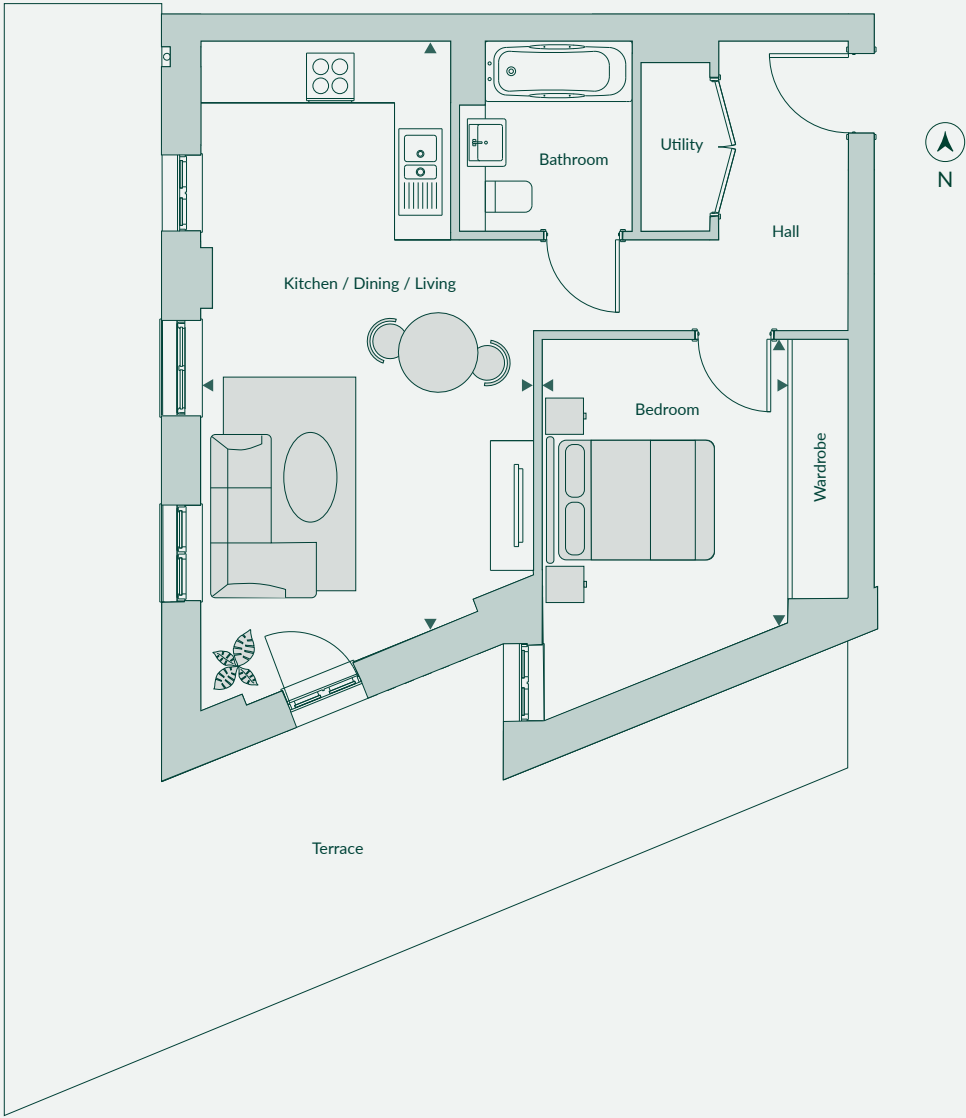 Bathroom
Utility
N
Hall
Kitchen / Dining / Living
Bedroom
Wardrobe
Terrace